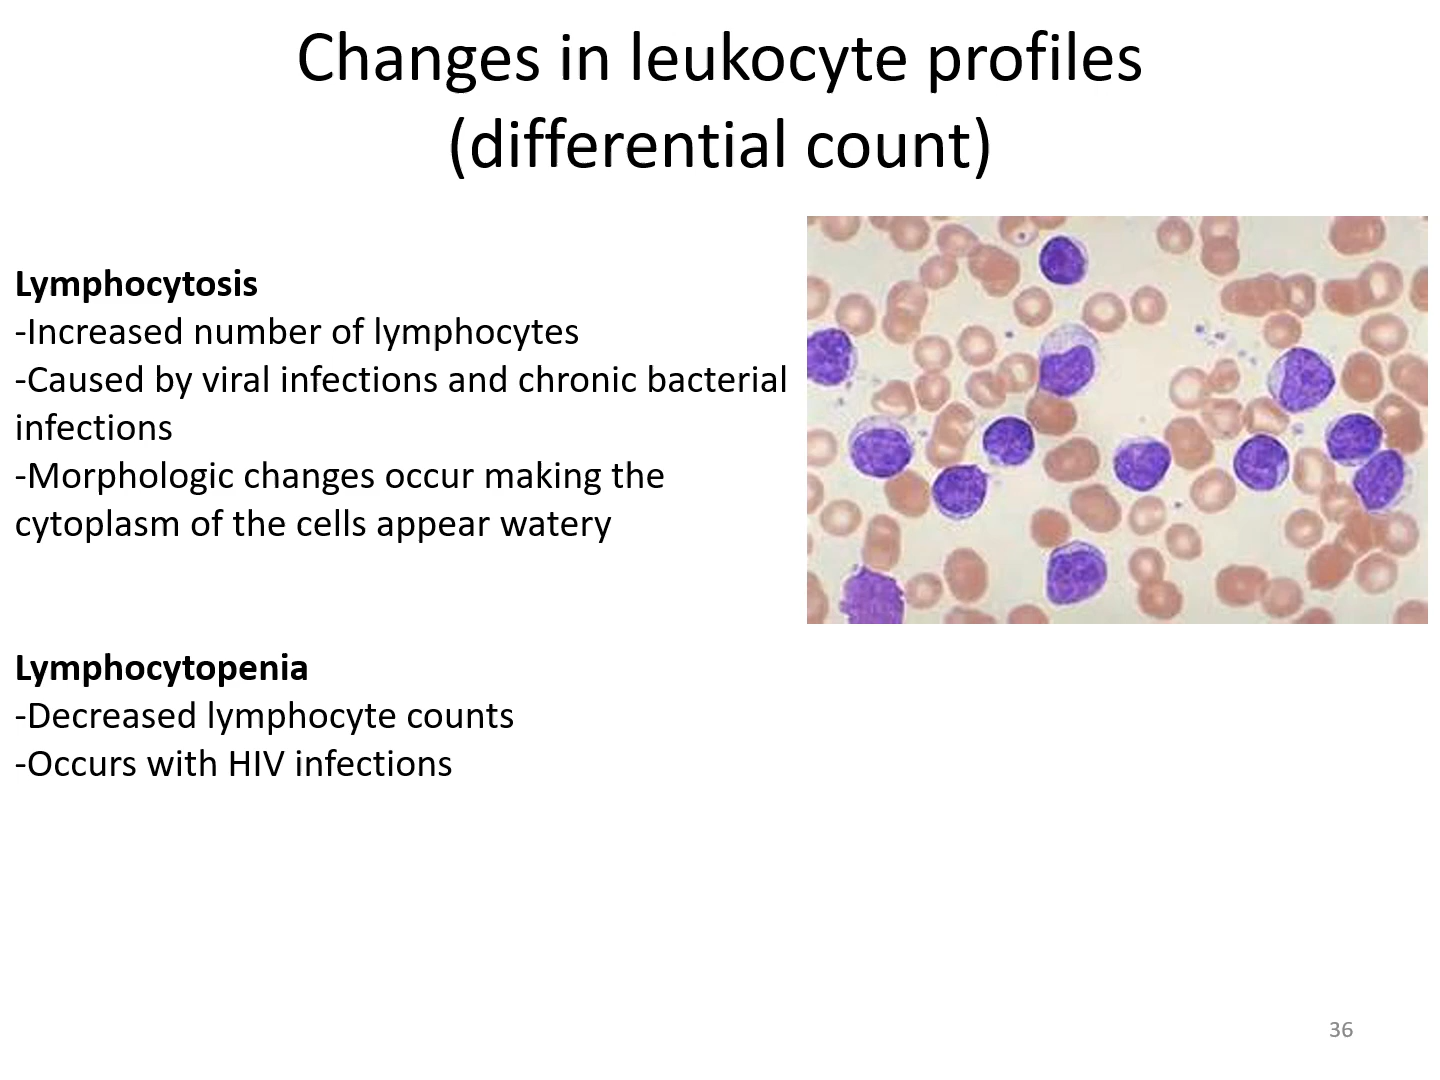 Changes in leukocyte profiles
(differential count)
Lymphocytosis
-Increased number of lymphocytes
-Caused by viral infections and chronic bacterial
infections
-Morphologic changes occur making the
cytoplasm of the cells appear watery
Lymphocytopenia
-Decreased lymphocyte counts
-Occurs with HIV infections
36